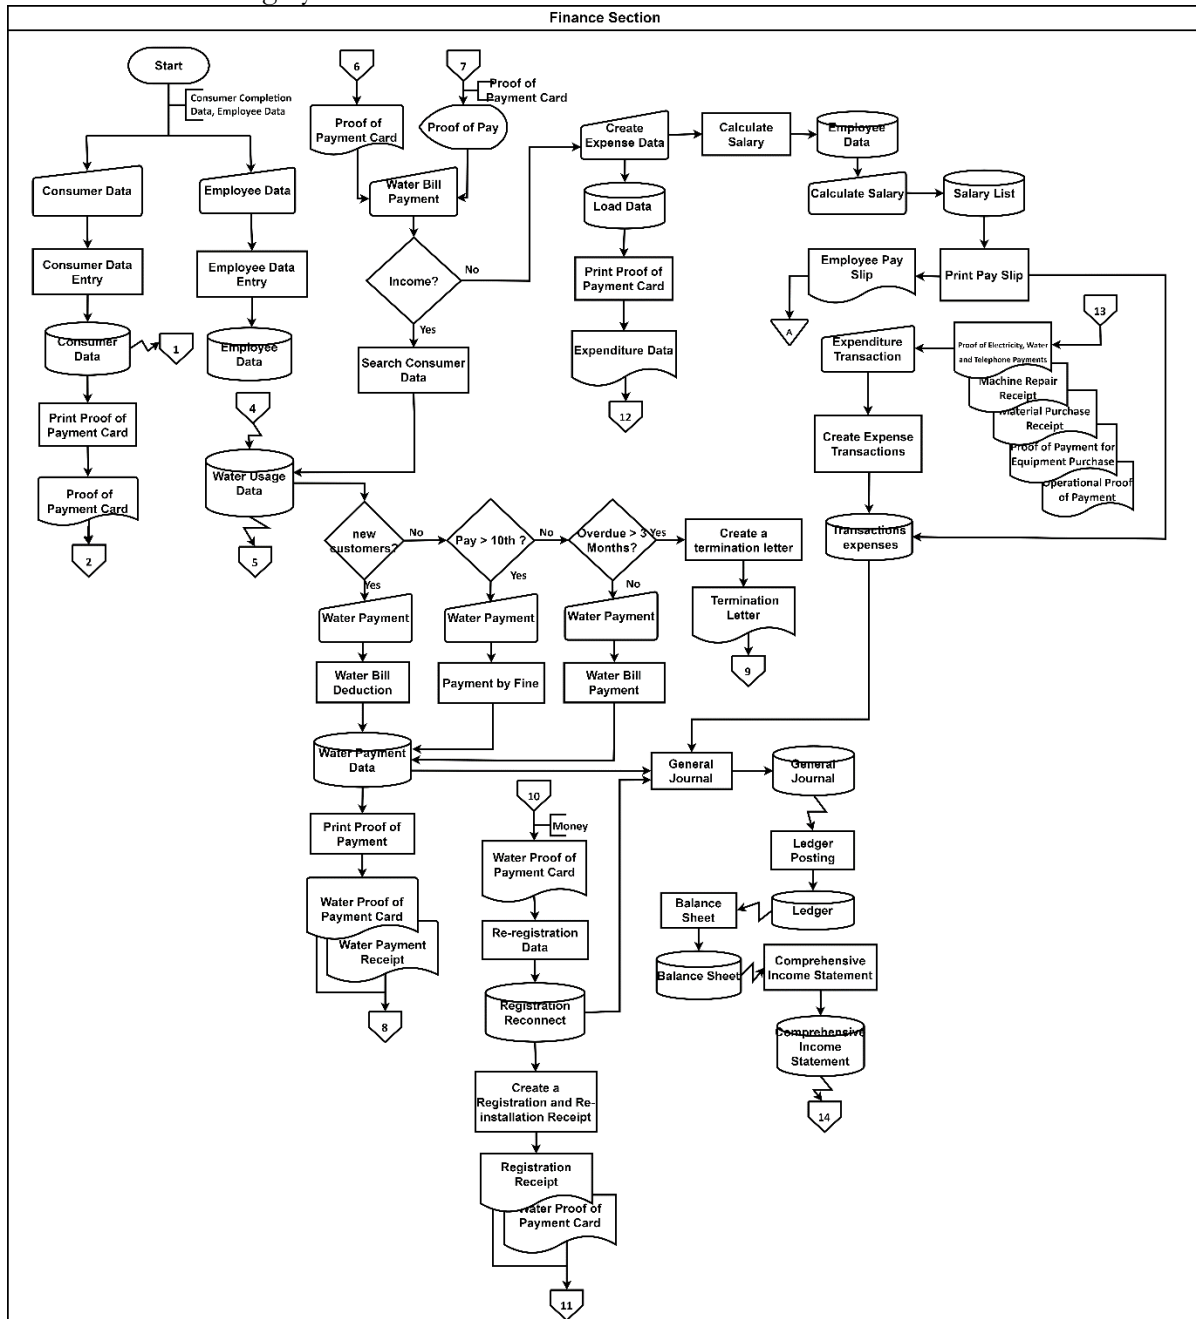 Finance Section
Start
Consumer Completion
Data, Employee Data
6
7
Proof of
Payment Card
Proof of
Payment Card
Proof of Pay
Create
Expense Data
Calculate
Salary
Employee
Data
Consumer Data
Employee Data
Water Bill
Payment
Load Data
Calculate Salary
Salary List
Consumer Data
Entry
Employee Data
Entry
Income?
No
Yes
Print Proof of
Payment Card
Employee Pay
Slip
Print Pay Slip
A
13
Consumer
Data
1
Employee
Data
Search Consumer
Data
Expenditure Data
12
Expenditure
Transaction
Proof of Electricity, Water
and Telephone Payments
Machine Repair
Receipt
Material Purchase
Receipt
Proof of Payment for
Equipment Purchase
Operational Proof
of Payment
Print Proof of
Payment Card
4
Create Expense
Transactions
Proof of
Payment Card
2
Water Usage
Data
5
new
customers?
No
Yes
Pay > 10th ?
No
Yes
Overdue > 3
Months?
Yes
No
Create a
termination letter
Transactions
expenses
Water Payment
Water Payment
Water Payment
Termination
Letter
9
Water Bill
Deduction
Payment by Fine
Water Bill
Payment
Water Payment
Data
General
Journal
General
Journal
Print Proof of
Payment
10
Money
Water Proof of
Payment Card
Ledger
Posting
Water Proof of
Payment Card
Water Payment
Receipt
8
Re-registration
Data
Balance
Sheet
Ledger
Balance Sheet
Comprehensive
Income Statement
Registration
Reconnect
Comprehensive
Income
Statement
14
Create a
Registration and Re-
installation Receipt
Registration
Receipt
Water Proof of
Payment Card
11